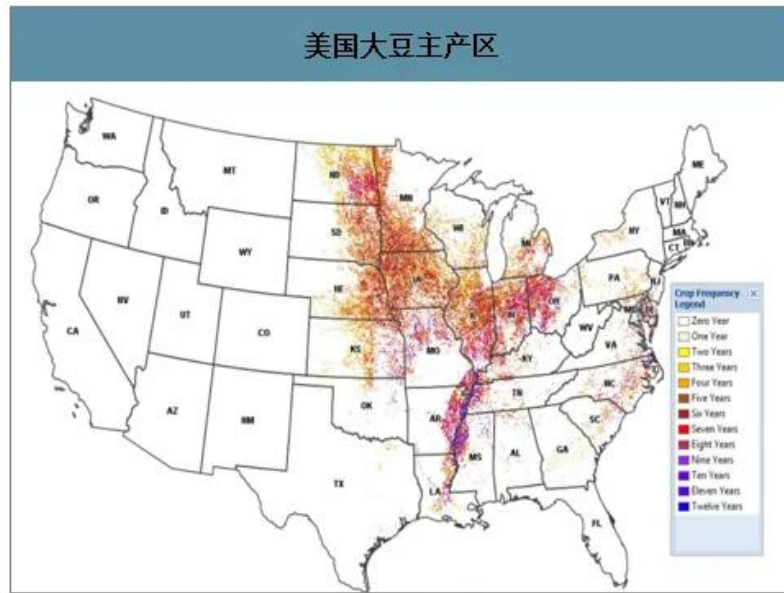 美国大豆主产区
WA
MT
ND
MN
ME
OR
ID
SD
WI
MI
NY
VT
NH
MA
CT
WY
NE
IA
PA
NJ
NV
UT
CO
KS
MO
IL
IN
OH
WV
VA
KY
CA
AZ
NM
OK
AR
TN
NC
SC
TX
LA
MS
AL
GA
FL
Crop Frequency
Legend
Zero Year
One Year
Two Years
Three Years
Four Years
Five Years
Six Years
Seven Years
Eight Years
Nine Years
Ten Years
Eleven Years
Twelve Years